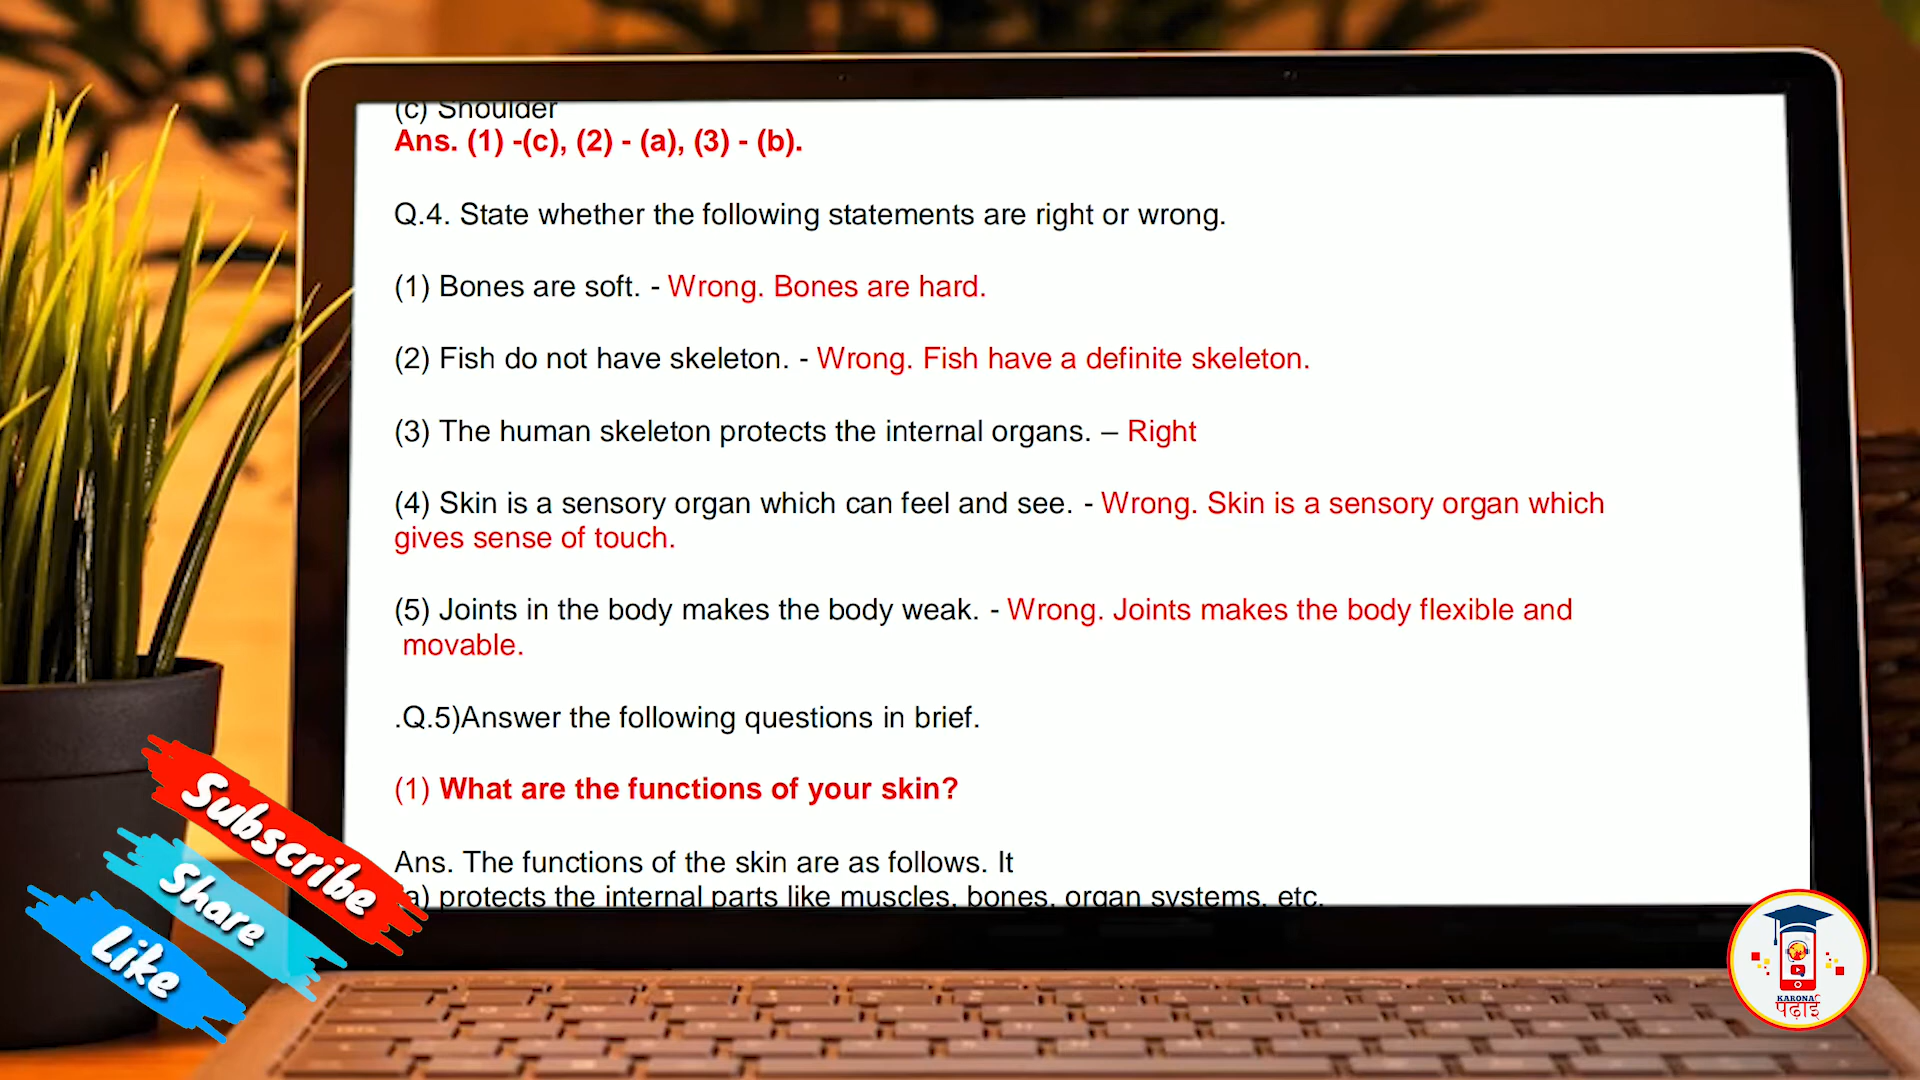 (c) Shoulder
Ans. (1) -(c), (2) - (a), (3) - (b).
Q.4. State whether the following statements are right or wrong.
(1) Bones are soft. - Wrong. Bones are hard.
(2) Fish do not have skeleton. - Wrong. Fish have a definite skeleton.
(3) The human skeleton protects the internal organs. – Right
(4) Skin is a sensory organ which can feel and see. - Wrong. Skin is a sensory organ which
gives sense of touch.
(5) Joints in the body makes the body weak. - Wrong. Joints makes the body flexible and
movable.
.Q.5)Answer the following questions in brief.
(1) What are the functions of your skin?
Ans. The functions of the skin are as follows. It
a) protects the internal parts like muscles, bones, organ systems, etc.
Subscribe
Share
Like
KARONA
पढ़ाई